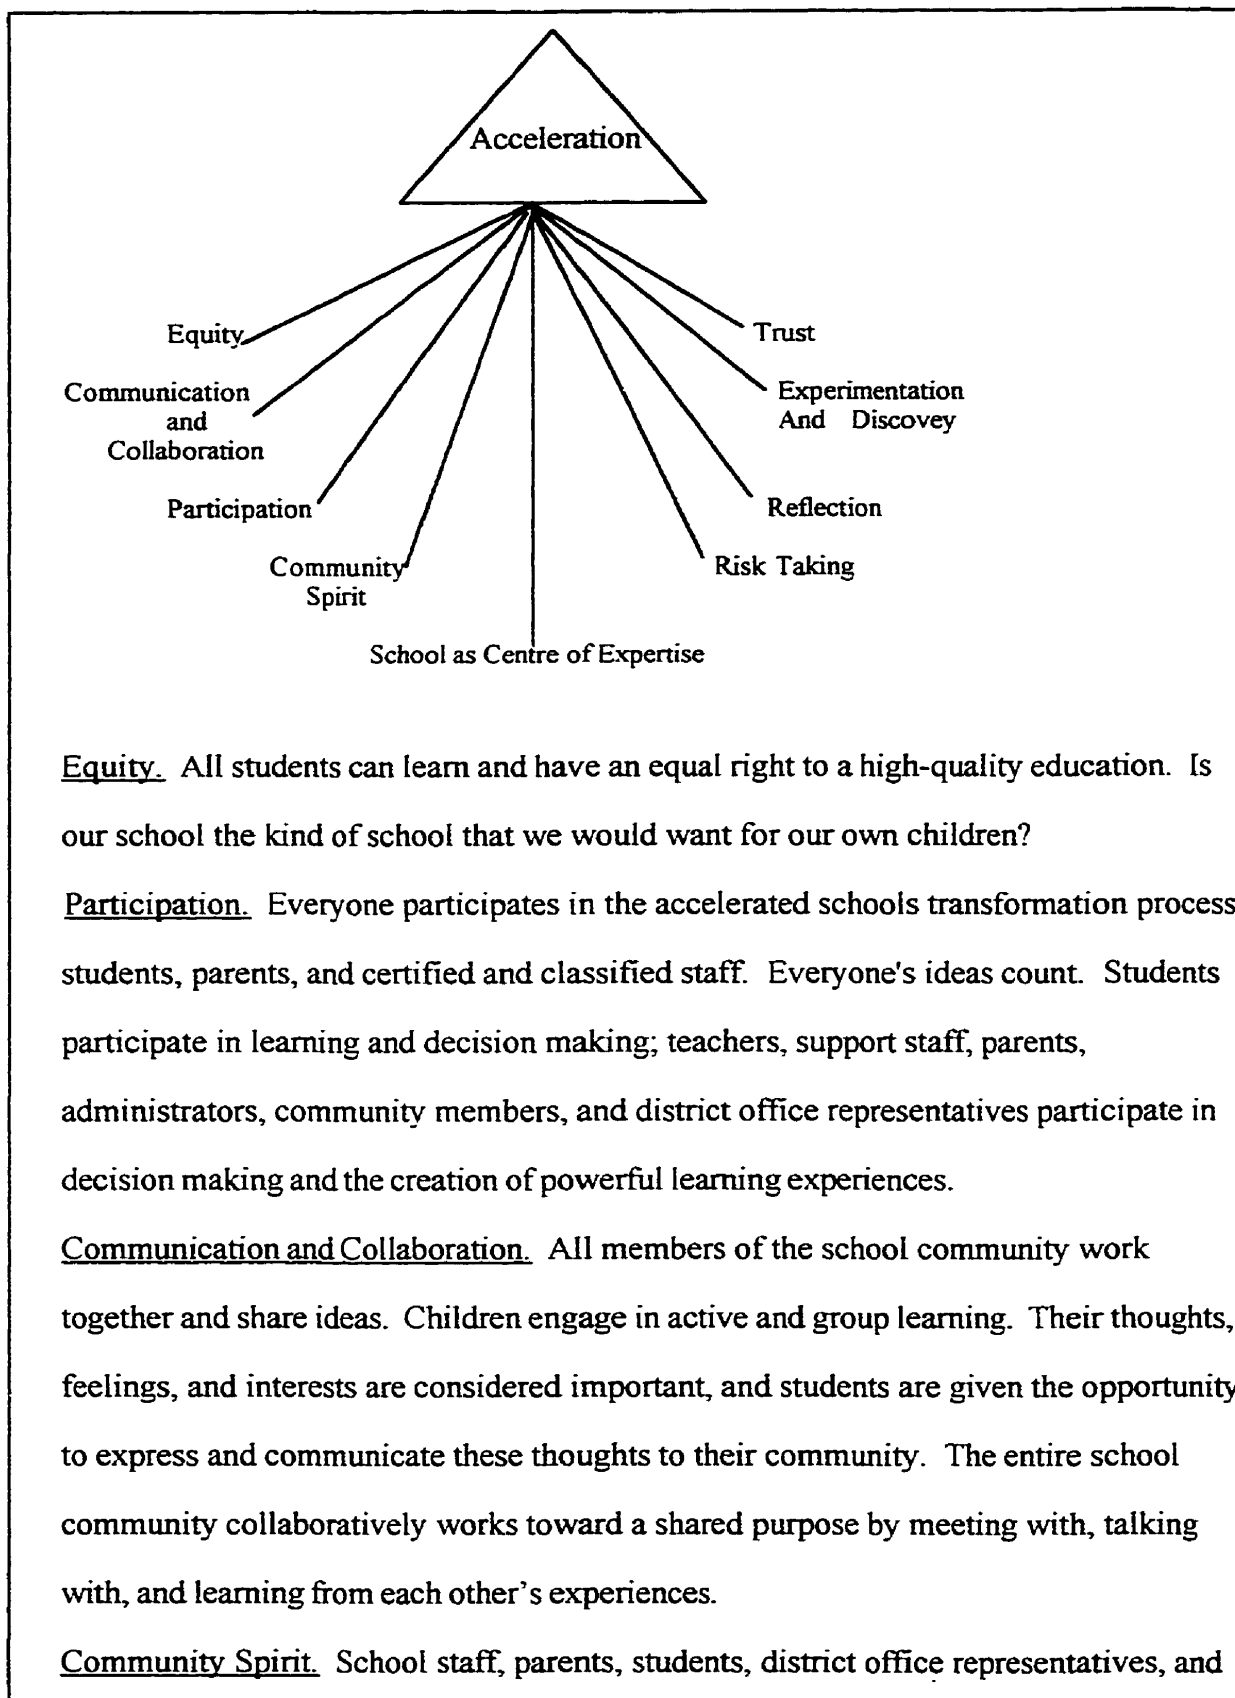 Acceleration
Equity
Communication
and
Collaboration
Participation
Community
Spirit
School as Centre of Expertise
Trust
Experimentation
And Discovey
Reflection
Risk Taking
Equity. All students can learn and have an equal right to a high-quality education. Is
our school the kind of school that we would want for our own children?
Participation. Everyone participates in the accelerated schools transformation process
students, parents, and certified and classified staff. Everyone's ideas count. Students
participate in learning and decision making; teachers, support staff, parents,
administrators, community members, and district office representatives participate in
decision making and the creation of powerful learning experiences.
Communication and Collaboration. All members of the school community work
together and share ideas. Children engage in active and group learning. Their thoughts,
feelings, and interests are considered important, and students are given the opportunity
to express and communicate these thoughts to their community. The entire school
community collaboratively works toward a shared purpose by meeting with, talking
with, and learning from each other's experiences.
Community Spirit. School staff, parents, students, district office representatives, and